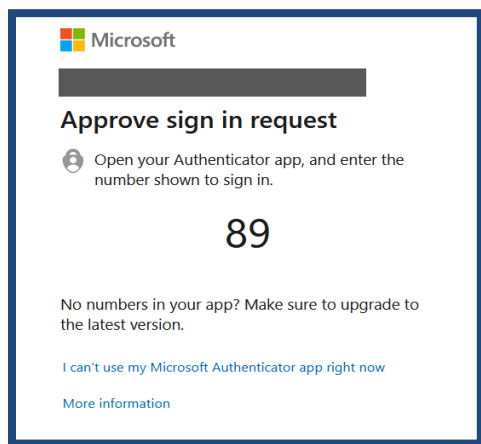 Microsoft
Approve sign in request
Open your Authenticator app, and enter the
number shown to sign in.
89
No numbers in your app? Make sure to upgrade to
the latest version.
I can't use my Microsoft Authenticator app right now
More information